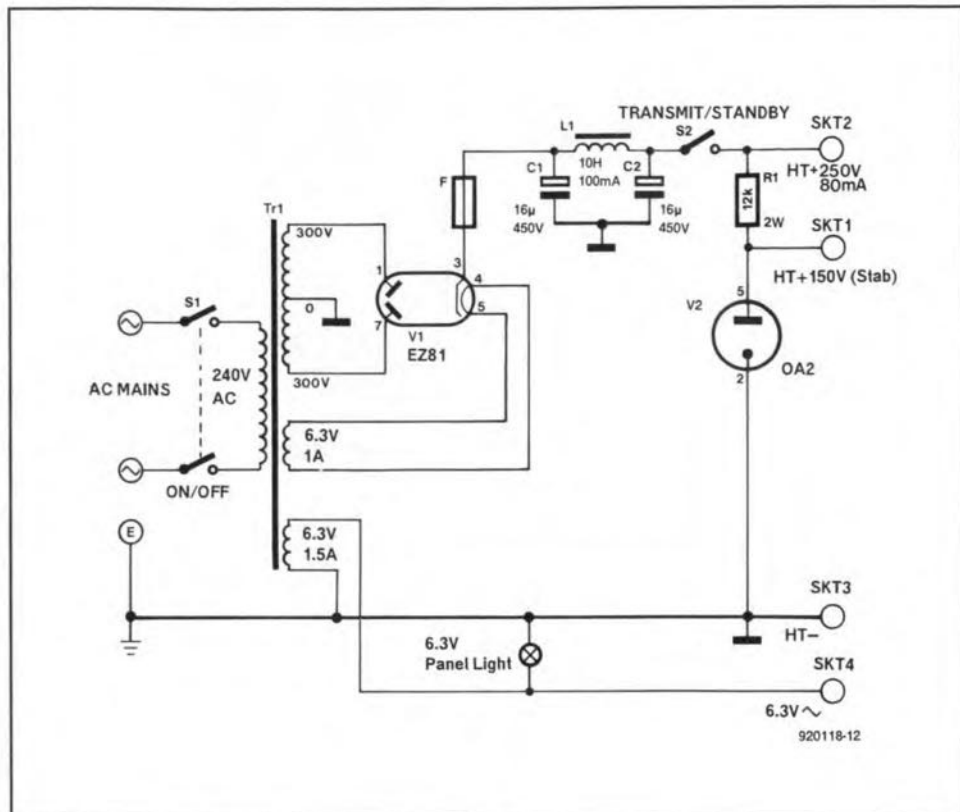 TRANSMIT/STANDBY
L1
S2
SKT2
C1
10H
100mA
C2
HT+250V
80mA
F
R1
12k
2W
16µ
450V
16µ
450V
SKT1
HT+150V (Stab)
Tr1
300V
0
300V
1
7
3
4
5
V1
EZ81
V2
5
2
OA2
S1
AC MAINS
240V
AC
ON/OFF
6.3V
1A
E
6.3V
1.5A
SKT3
HT–
6.3V
Panel Light
SKT4
6.3V ~
920118-12